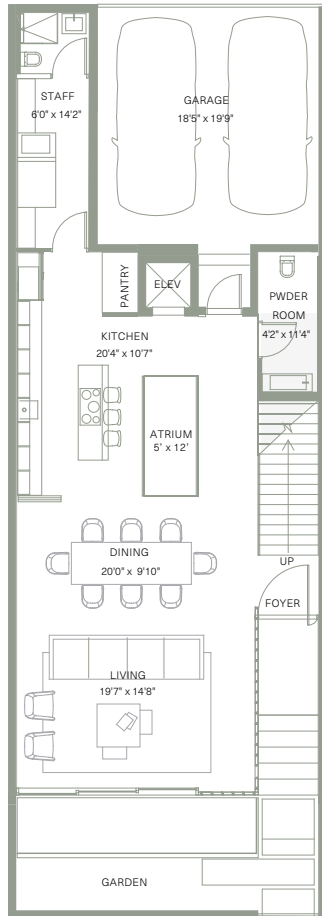 STAFF
6'0" x 14'2"
GARAGE
18'5" x 19'9"
PANTRY
ELEV
PWDER
ROOM
4'2" x 11'4"
KITCHEN
20'4" x 10'7"
ATRIUM
5' x 12'
DINING
20'0" x 9'10"
UP
FOYER
LIVING
19'7" x 14'8"
GARDEN